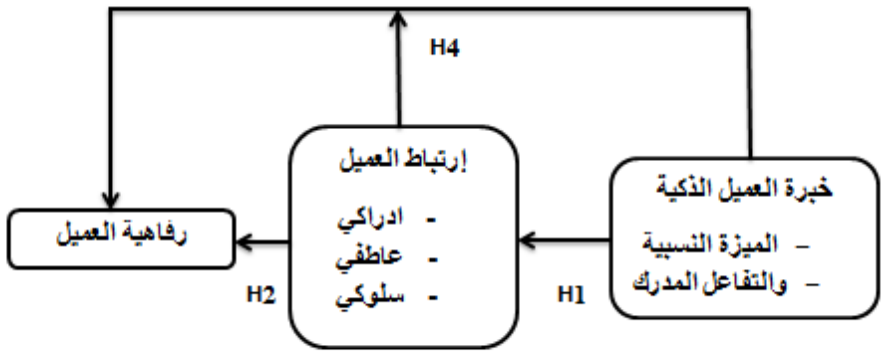 H4
خبرة العميل الذكية
– الميزة النسبية
– والتفاعل المدرك
H1
إرتباط العميل
- ادراكي
- عاطفي
- سلوكي
H2
رفاهية العميل